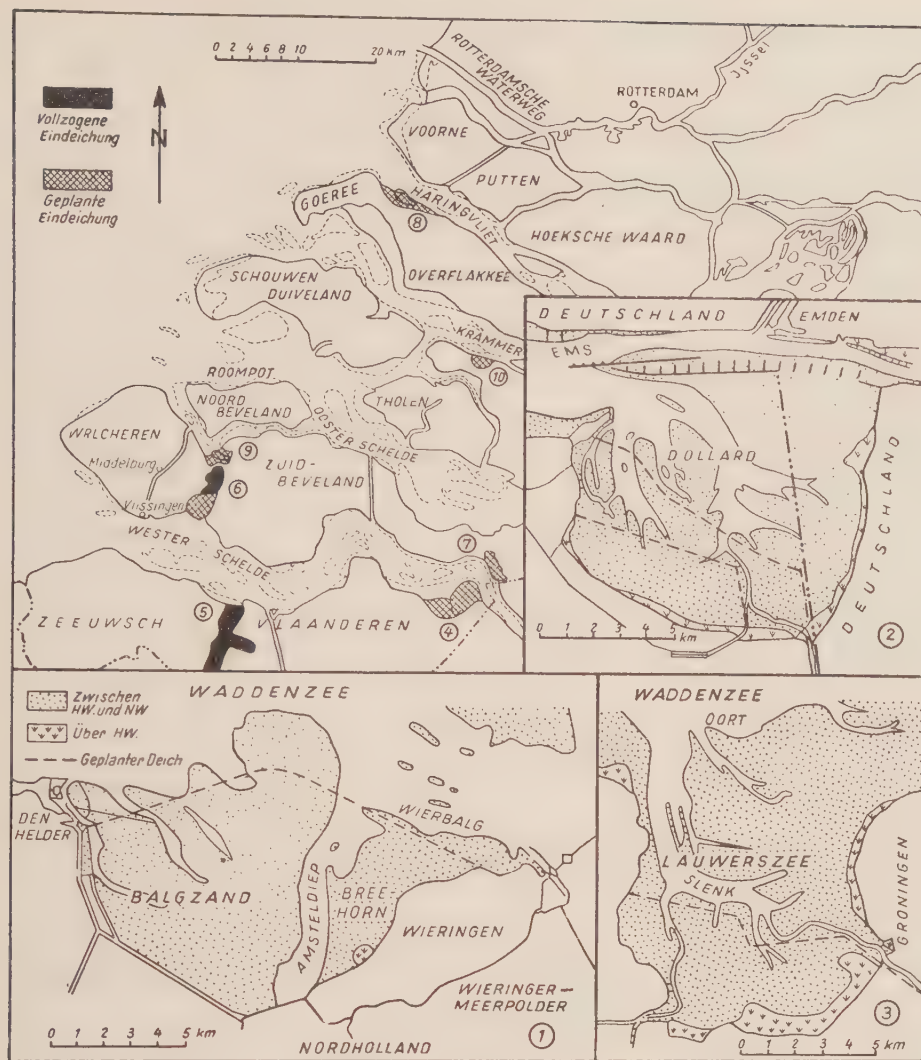 0 2 4 6 8 10 20 km
Vollzogene
Eindeichung
N
Geplante
Eindeichung
ROTTERDAMSCHE
WATERWEG
Ijssel
ROTTERDAM
VOORNE
PUTTEN
GOEREE
HARINGVLIET
8
HOEKSCHE WAARD
OVERFLAKKEE
SCHOUWEN
DUIVELAND
KRAMMER
10
ROOMPOT
NOORD
BEVELAND
THOLEN
OOSTER SCHELDE
WALCHEREN
Middelburg
9
ZUID-
BEVELAND
6
Vlissingen
WESTER SCHELDE
7
5
4
ZEEUWSCH VLAANDEREN
DEUTSCHLAND
EMDEN
EMS
DOLLARD
DEUTSCHLAND
0 1 2 3 4 5
km
2
Zwischen
HW. und NW
Über HW.
Geplanter Deich
WADDENZEE
DEN
HELDER
WIERBALG
BALGZAND
AMSTELDIEP
BREE-
HORN
WIERINGEN
WIERINGER-
MEERPOLDER
0 1 2 3 4 5 km
1
NORDHOLLAND
WADDENZEE
OORT
LAUWERSZEE
SLENK
GRONINGEN
3
0 1 2 3 4 5 km